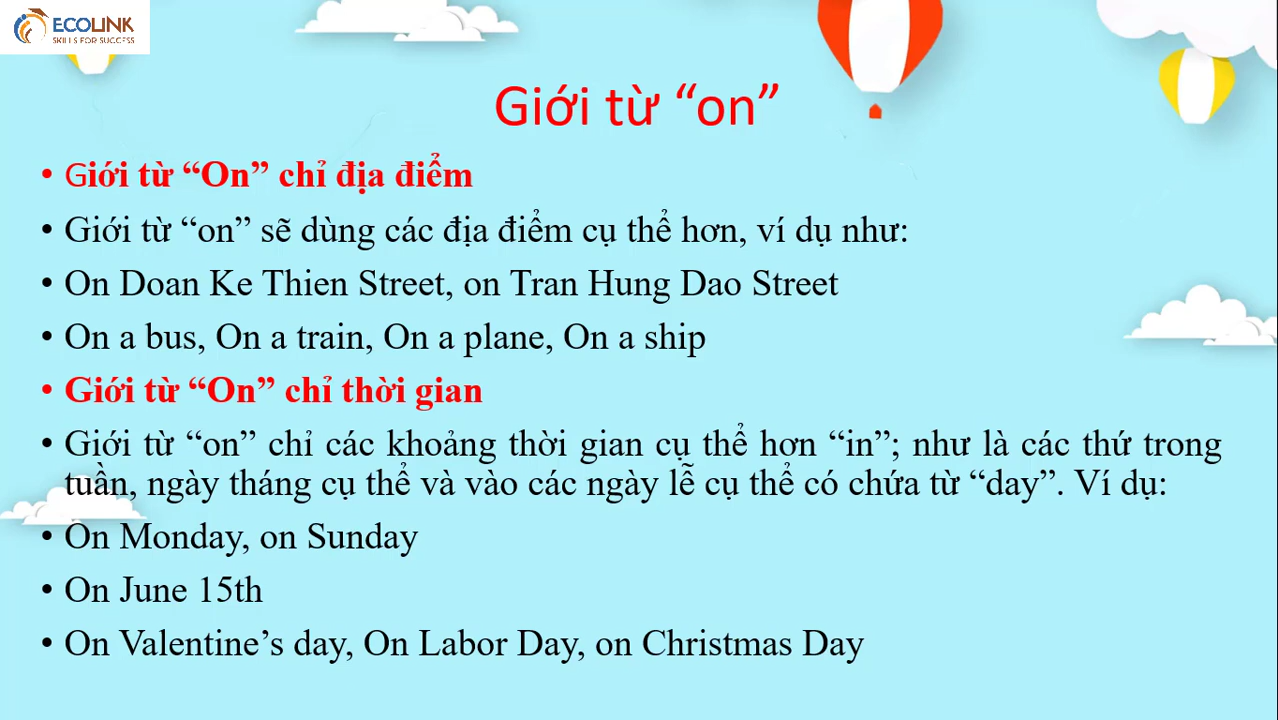 ECOLINK
SKILLS FOR SUCCESS
Giới từ “on”
• Giới từ “On” chỉ địa điểm
• Giới từ “on” sẽ dùng các địa điểm cụ thể hơn, ví dụ như:
• On Doan Ke Thien Street, on Tran Hung Dao Street
• On a bus, On a train, On a plane, On a ship
• Giới từ “On” chỉ thời gian
• Giới từ “on” chỉ các khoảng thời gian cụ thể hơn “in”; như là các thứ trong
tuần, ngày tháng cụ thể và vào các ngày lễ cụ thể có chứa từ “day”. Ví dụ:
• On Monday, on Sunday
• On June 15th
• On Valentine’s day, On Labor Day, on Christmas Day